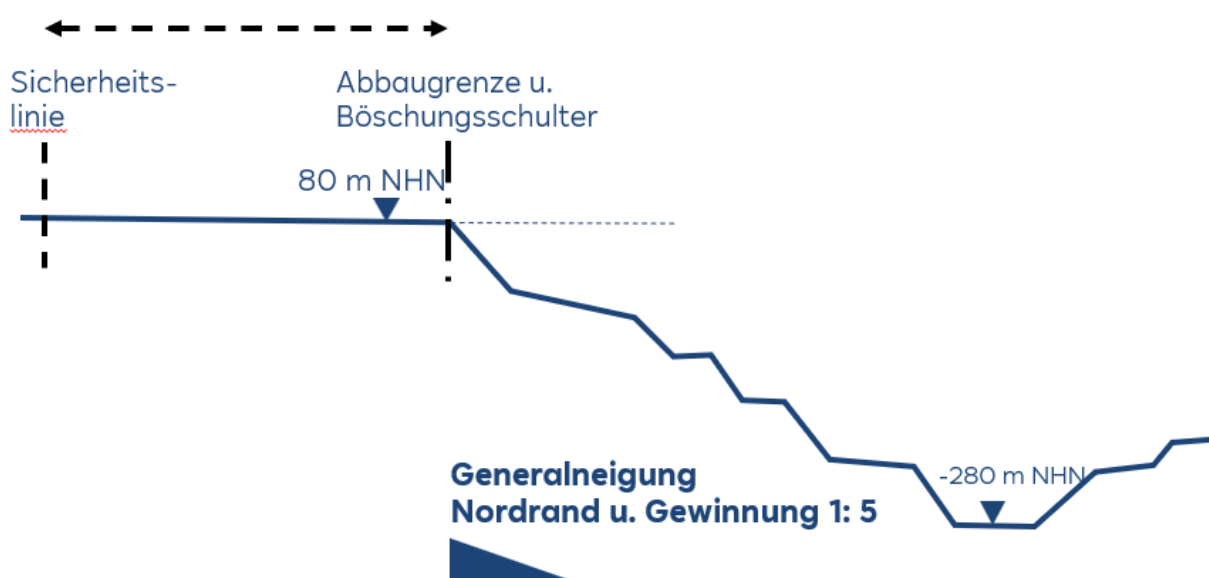 Sicherheits-
linie
Abbaugrenze u.
Böschungsschulter
80 m NHN
-280 m NHN
Generalneigung
Nordrand u. Gewinnung 1: 5